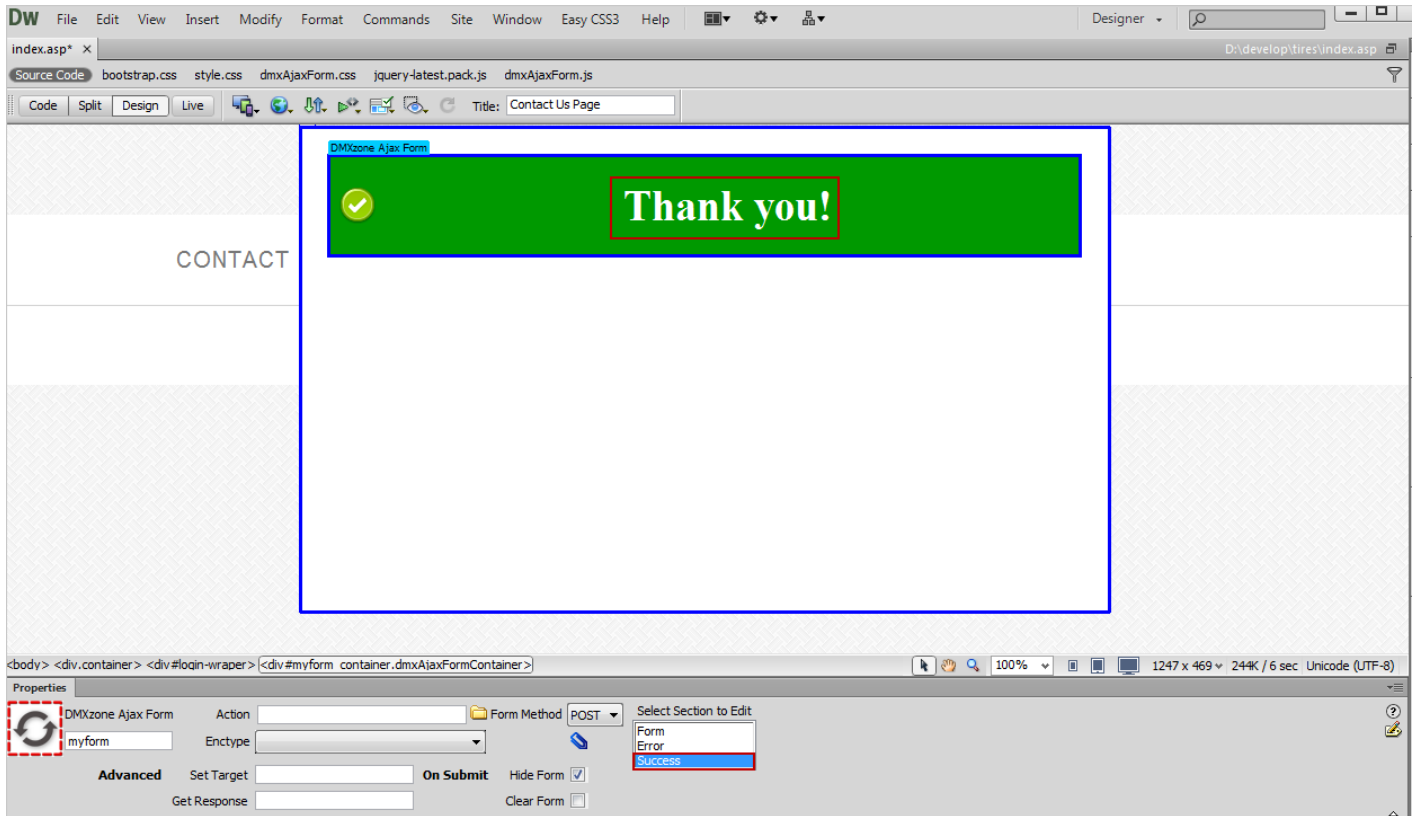 DW File Edit View Insert Modify Format Commands Site Window Easy CSS3 Help Designer
index.asp* D:\develop\tires\index.asp
Source Code bootstrap.css style.css dmxAjaxForm.css jquery-latest.pack.js dmxAjaxForm.js
Code Split Design Live Title: Contact Us Page
DMXzone Ajax Form
Thank you!
CONTACT
<body> <div.container> <div#login-wraper> <div#myform_container.dmxAjaxFormContainer> 100% 1247 x 469 244K / 6 sec Unicode (UTF-8)
Properties
DMXzone Ajax Form Action Form Method POST Select Section to Edit
myform Enctype Form
Error
Success
Advanced Set Target On Submit Hide Form
Get Response Clear Form